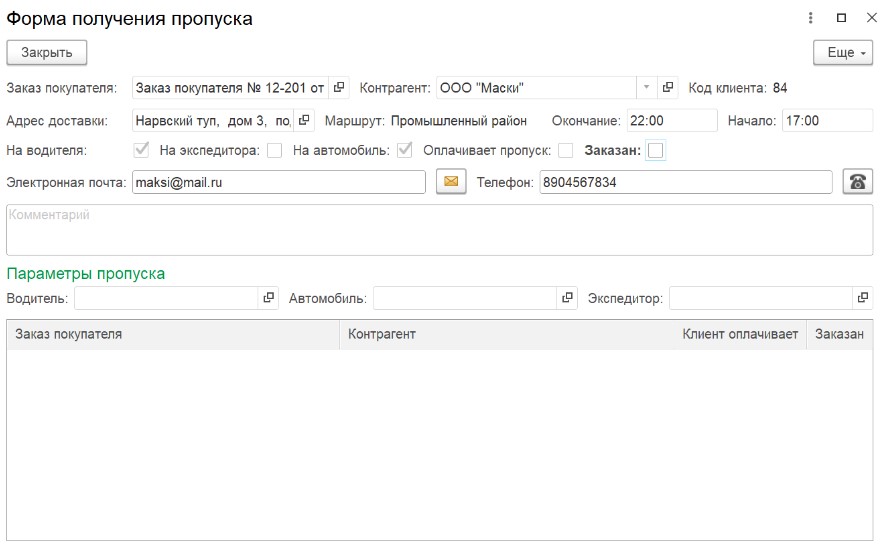 Форма получения пропуска
Закрыть Еще
Заказ покупателя: Заказ покупателя № 12-201 от Контрагент: ООО "Маски" Код клиента: 84
Адрес доставки: Нарвский туп, дом 3, по Маршрут: Промышленный район Окончание: 22:00 Начало: 17:00
На водителя: На экспедитора: На автомобиль: Оплачивает пропуск: Заказан:
Электронная почта: maksi@mail.ru Телефон: 8904567834
Комментарий
Параметры пропуска
Водитель: Автомобиль: Экспедитор:
Заказ покупателя Контрагент Клиент оплачивает Заказан